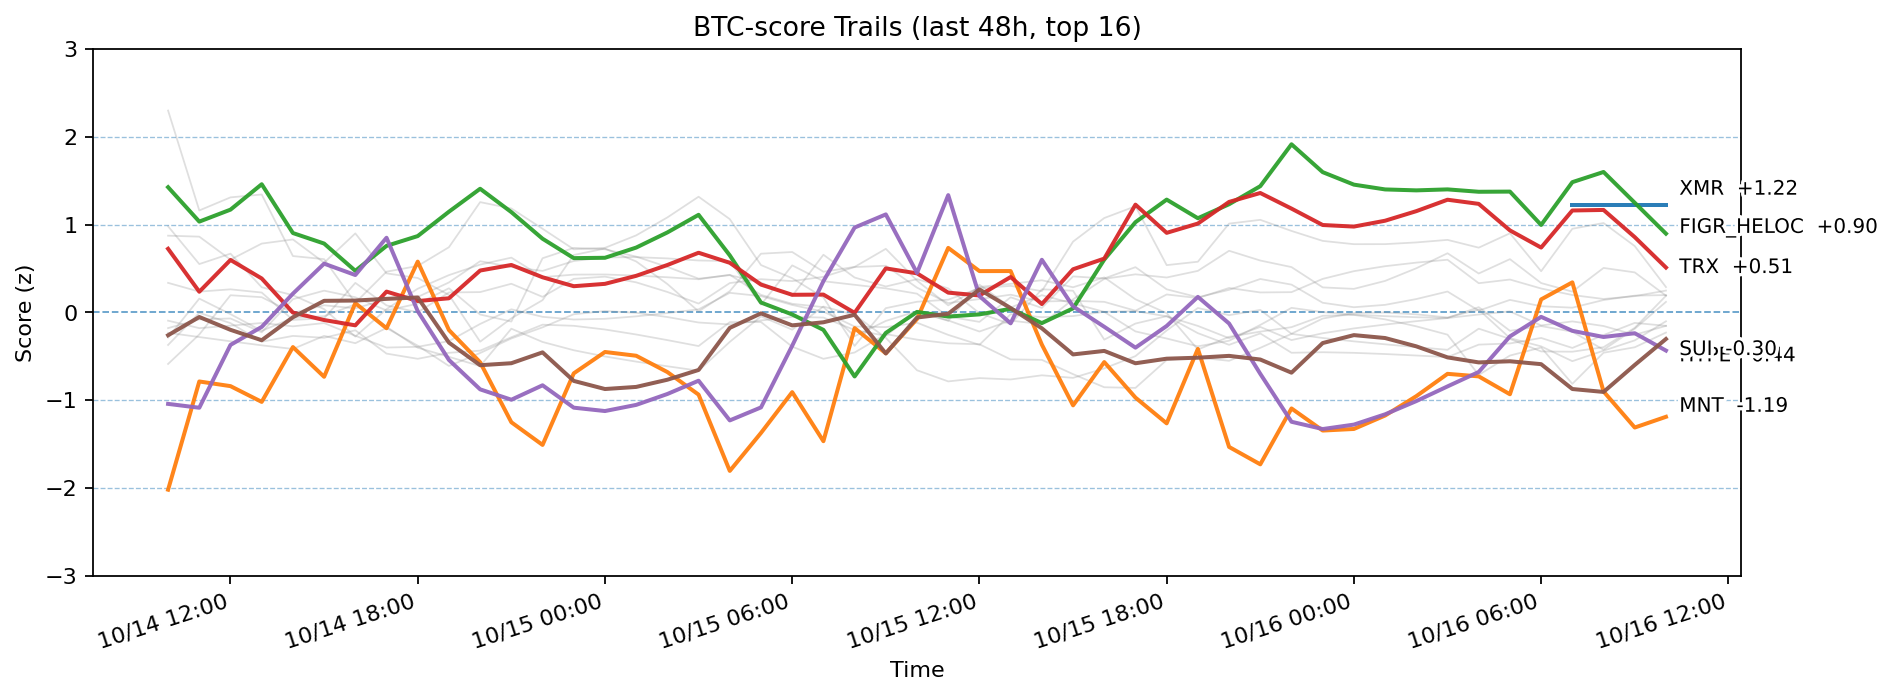 BTC-score Trails (last 48h, top 16)
Score (z)
3
2
1
0
−1
−2
−3
XMR +1.22
FIGR_HELOC +0.90
TRX +0.51
SUI -0.30
MNT -1.19
10/14 12:00
10/14 18:00
10/15 00:00
10/15 06:00
10/15 12:00
10/15 18:00
10/16 00:00
10/16 06:00
10/16 12:00
Time